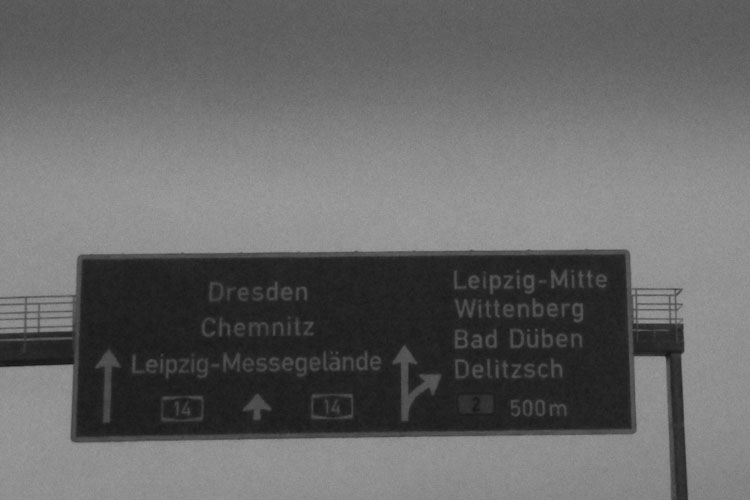 Dresden
Chemnitz
Leipzig-Messegelände
14
14
Leipzig-Mitte
Wittenberg
Bad Düben
Delitzsch
2 500m